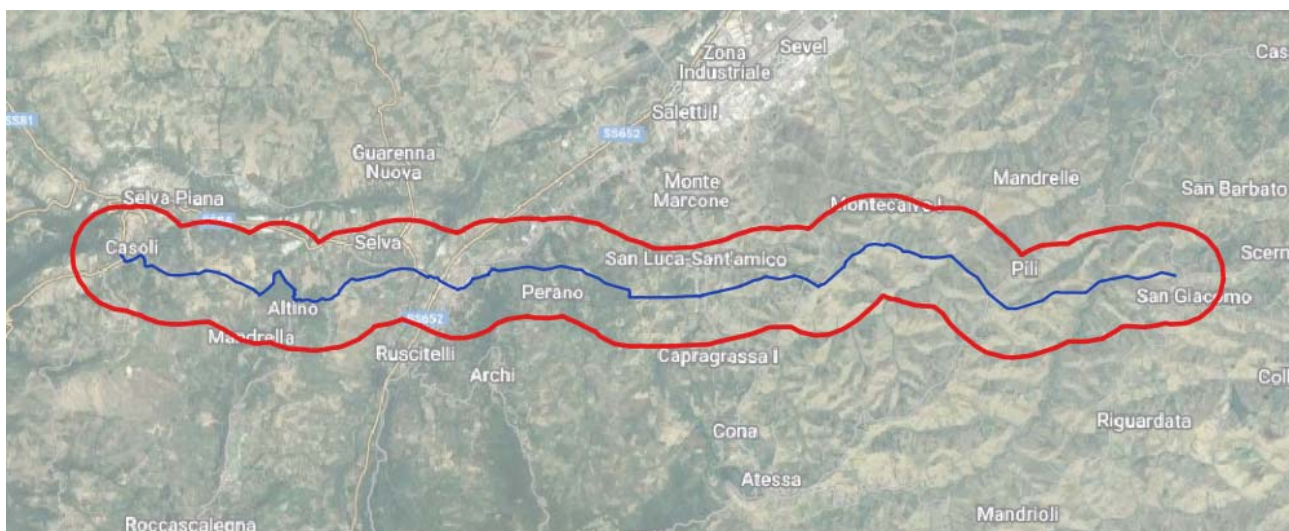 Zona
Industriale
Sevel
Cas
SS81
Saletti I
SS652
Guarenna
Nuova
Monte
Marcone
Mandrelle
San Barbato
Selva Piana
Montecalvo I
Casoli
Selva
San Luca-Sant'amico
Pili
Scern
Altino
Perano
San Giacomo
Mandrella
SS652
Ruscitelli
Capragrassa I
Archi
Coll
Cona
Riguardata
Atessa
Roccascalegna
Mandrioli